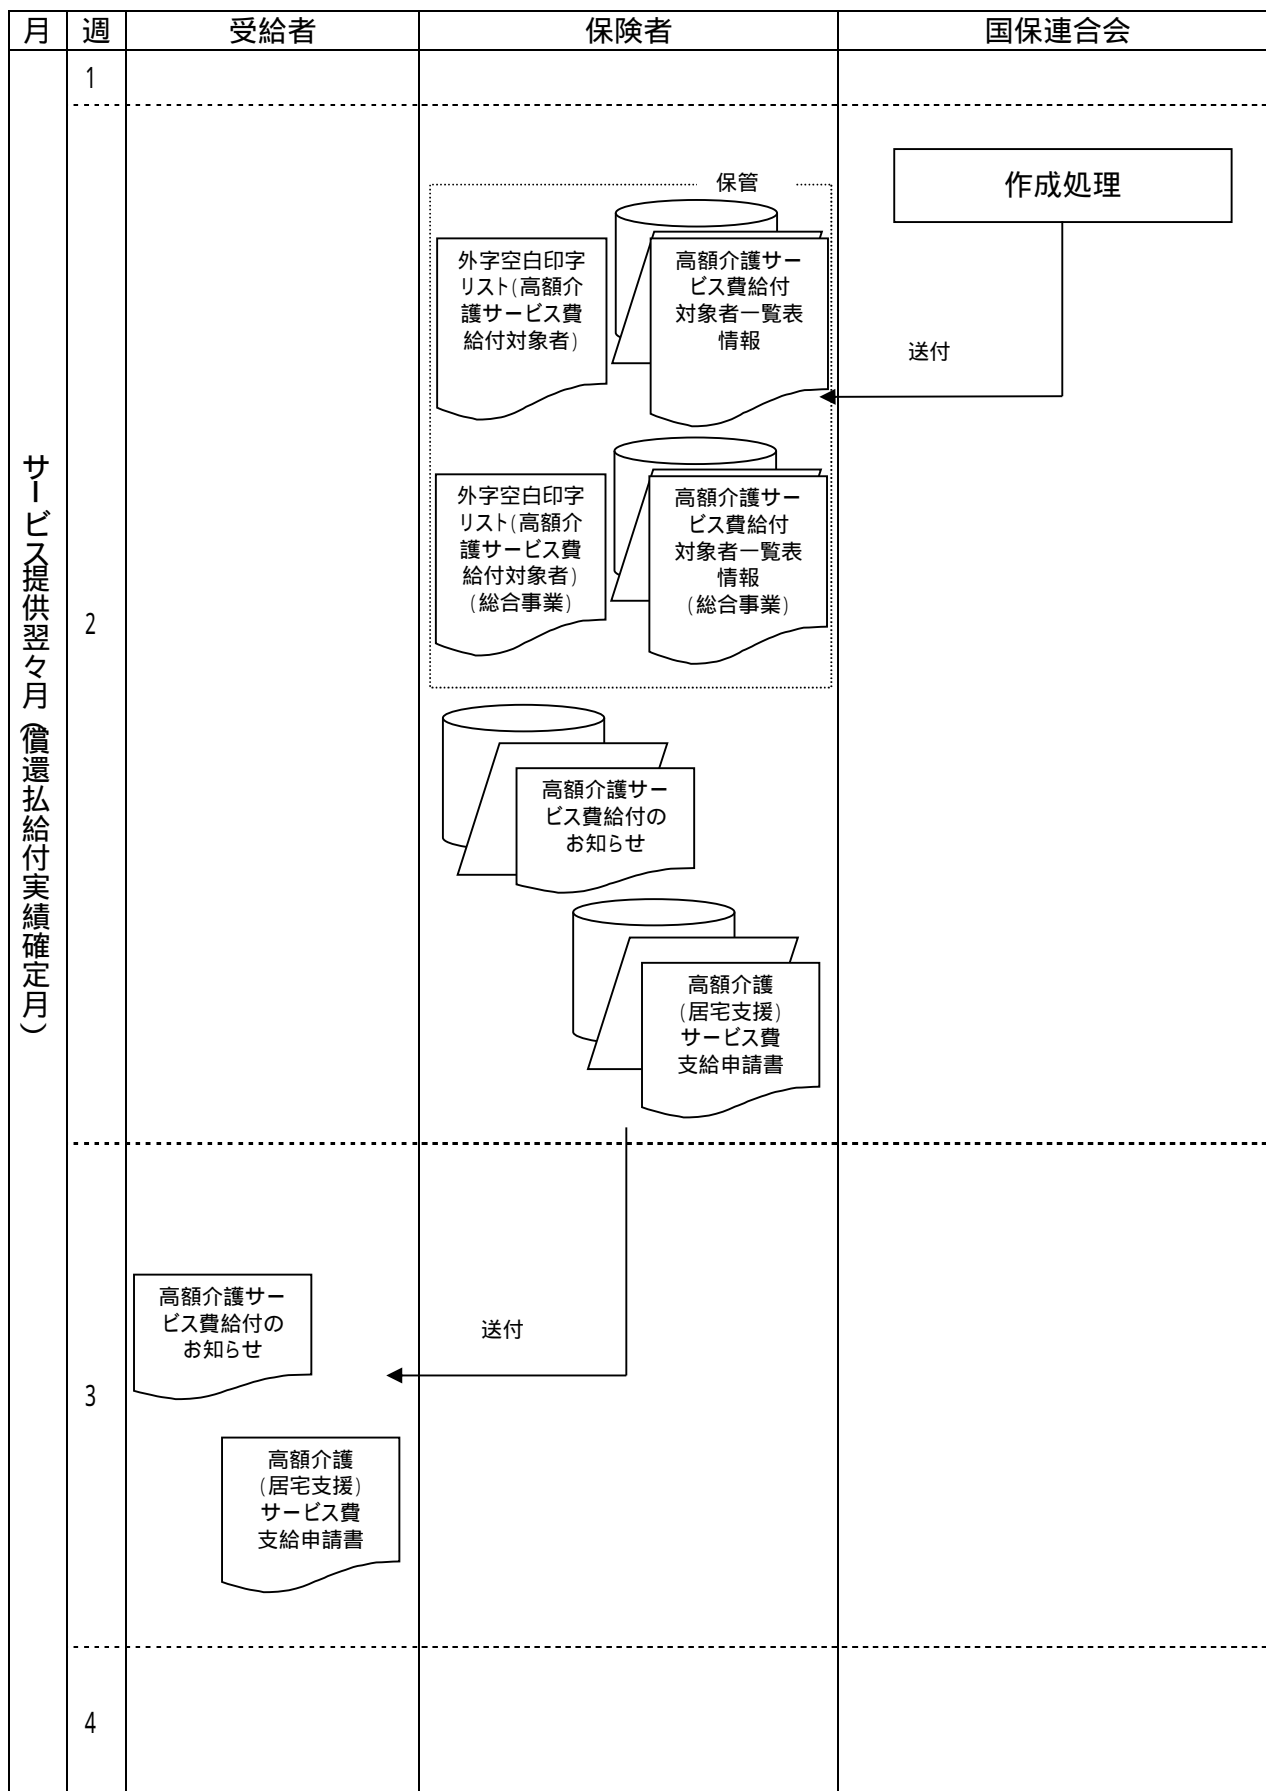 月 週 受給者 保険者 国保連合会
サービス提供翌々月(償還払給付実績確定月)
1
2
保管
作成処理
外字空白印字
リスト(高額介
護サービス費
給付対象者)
高額介護サー
ビス費給付
対象者一覧表
情報
送付
外字空白印字
リスト(高額介
護サービス費
給付対象者)
(総合事業)
高額介護サー
ビス費給付
対象者一覧表
情報
(総合事業)
高額介護サー
ビス費給付の
お知らせ
高額介護
(居宅支援)
サービス費
支給申請書
3
高額介護サー
ビス費給付の
お知らせ
送付
高額介護
(居宅支援)
サービス費
支給申請書
4